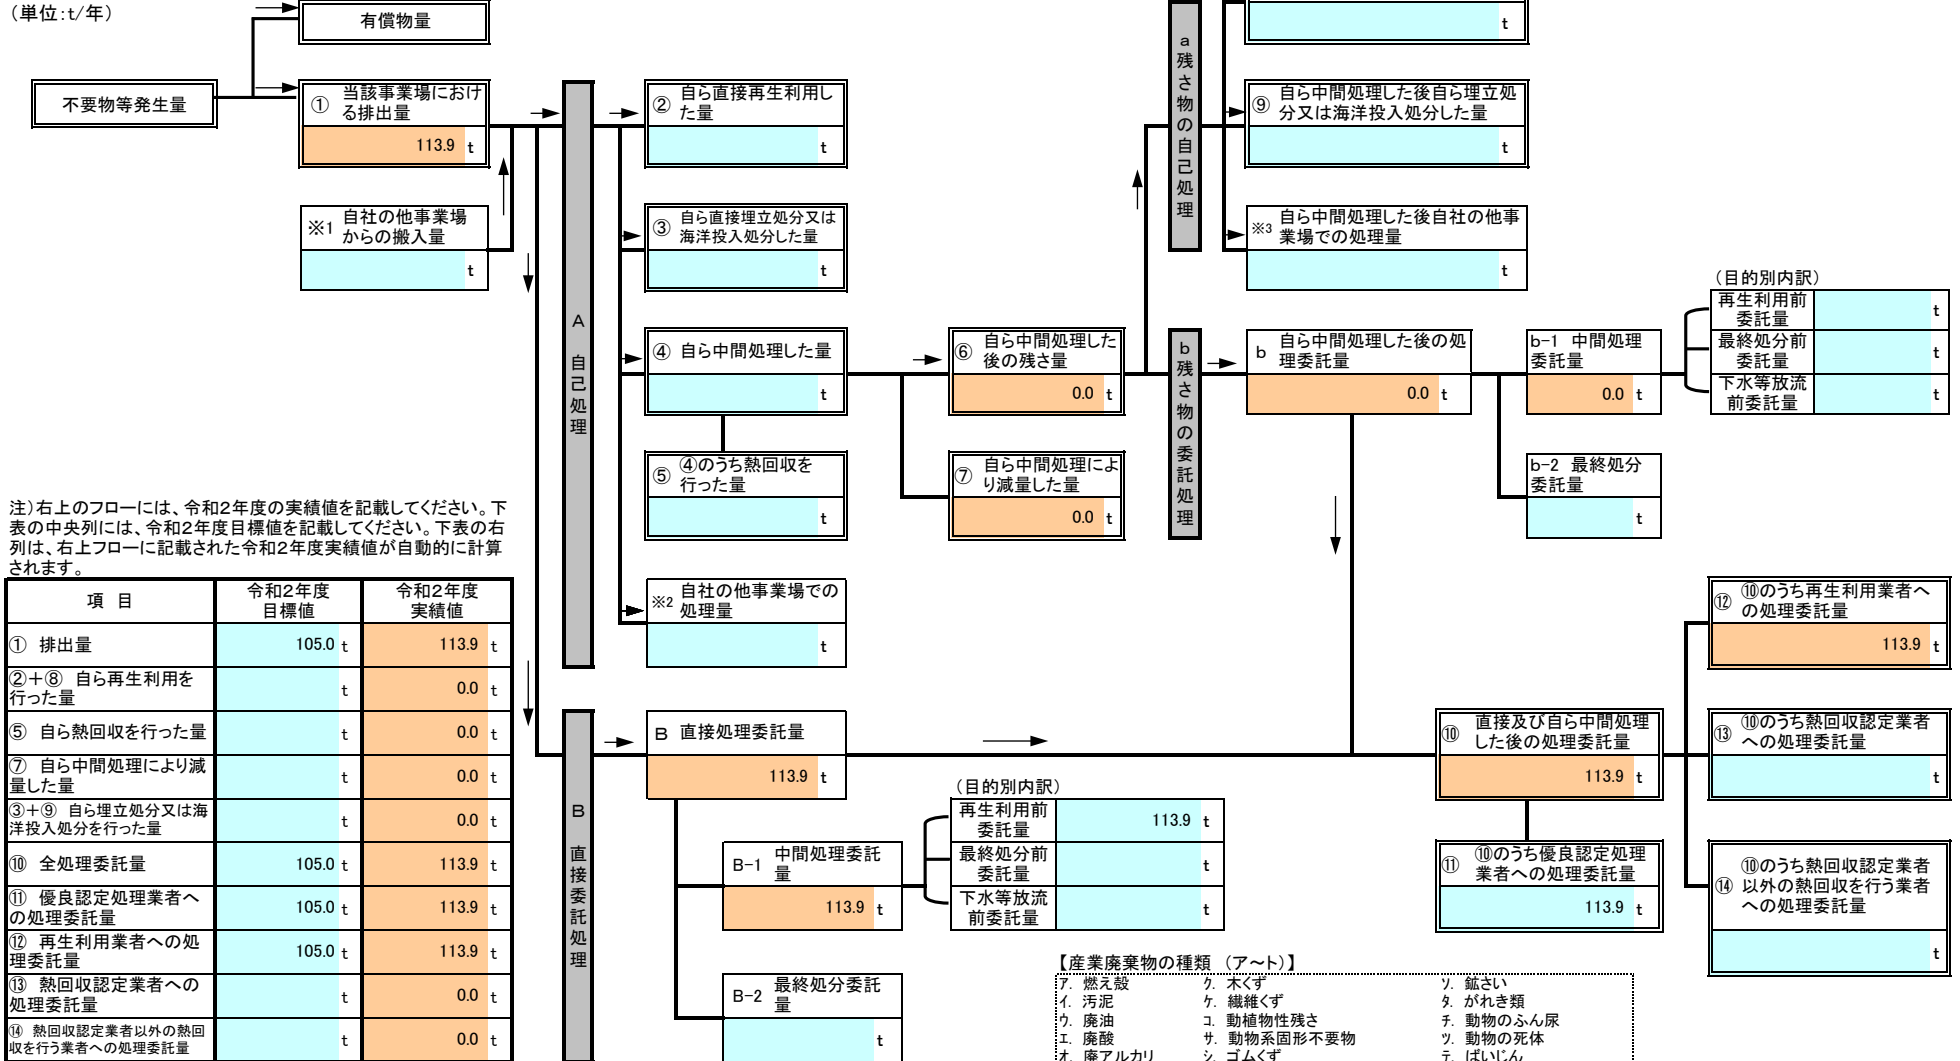 （単位：t/年）
有償物量
不要物等発生量
① 当該事業場におけ
る排出量
113.9 t
※1 自社の他事業場
からの搬入量
t
A 自己処理
② 自ら直接再生利用し
た量
t
③ 自ら直接埋立処分又は
海洋投入処分した量
t
④ 自ら中間処理した量
t
⑤ ④のうち熱回収を
行った量
t
※2 自社の他事業場での
処理量
t
⑥ 自ら中間処理した
後の残さ量
0.0 t
⑦ 自ら中間処理によ
り減量した量
0.0 t
a残さ物の自己処理
t
⑨ 自ら中間処理した後自ら埋立処
分又は海洋投入処分した量
t
※3 自ら中間処理した後自社の他事
業場での処理量
t
b残さ物の委託処理
b 自ら中間処理した後の処
理委託量
0.0 t
b-1 中間処理
委託量
0.0 t
b-2 最終処分
委託量
t
（目的別内訳）
再生利用前
委託量
t
最終処分前
委託量
t
下水等放流
前委託量
t
注）右上のフローには、令和２年度の実績値を記載してください。下
表の中央列には、令和２年度目標値を記載してください。下表の右
列は、右上フローに記載された令和２年度実績値が自動的に計算
されます。
項 目 令和２年度
目標値 令和２年度
実績値
① 排出量 105.0 t 113.9 t
②＋⑧ 自ら再生利用を
行った量 t 0.0 t
⑤ 自ら熱回収を行った量 t 0.0 t
⑦ 自ら中間処理により減
量した量 t 0.0 t
③＋⑨ 自ら埋立処分又は海
洋投入処分を行った量 t 0.0 t
⑩ 全処理委託量 105.0 t 113.9 t
⑪ 優良認定処理業者へ
の処理委託量 105.0 t 113.9 t
⑫ 再生利用業者への処
理委託量 105.0 t 113.9 t
⑬ 熱回収認定業者への
処理委託量 t 0.0 t
⑭ 熱回収認定業者以外の熱回
収を行う業者への処理委託量 t 0.0 t
B 直接委託処理
B 直接処理委託量
113.9 t
B-1 中間処理委託
量
113.9 t
B-2 最終処分委託
量
t
（目的別内訳）
再生利用前
委託量
113.9 t
最終処分前
委託量
t
下水等放流
前委託量
t
⑩ 直接及び自ら中間処理
した後の処理委託量
113.9 t
⑪ ⑩のうち優良認定処理
業者への処理委託量
113.9 t
⑫ ⑩のうち再生利用業者へ
の処理委託量
113.9 t
⑬ ⑩のうち熱回収認定業者
への処理委託量
t
⑭ ⑩のうち熱回収認定業者
以外の熱回収を行う業者
への処理委託量
t
【産業廃棄物の種類 （ア～ト）】
ｱ. 燃え殻 ｸ. 木くず ｿ. 鉱さい
ｲ. 汚泥 ｹ. 繊維くず ﾀ. がれき類
ｳ. 廃油 ｺ. 動植物性残さ ﾁ. 動物のふん尿
ｴ. 廃酸 ｻ. 動物系固形不要物 ﾂ. 動物の死体
ｵ. 廃アルカリ ｼ. ゴムくず ﾃ. ばいじん